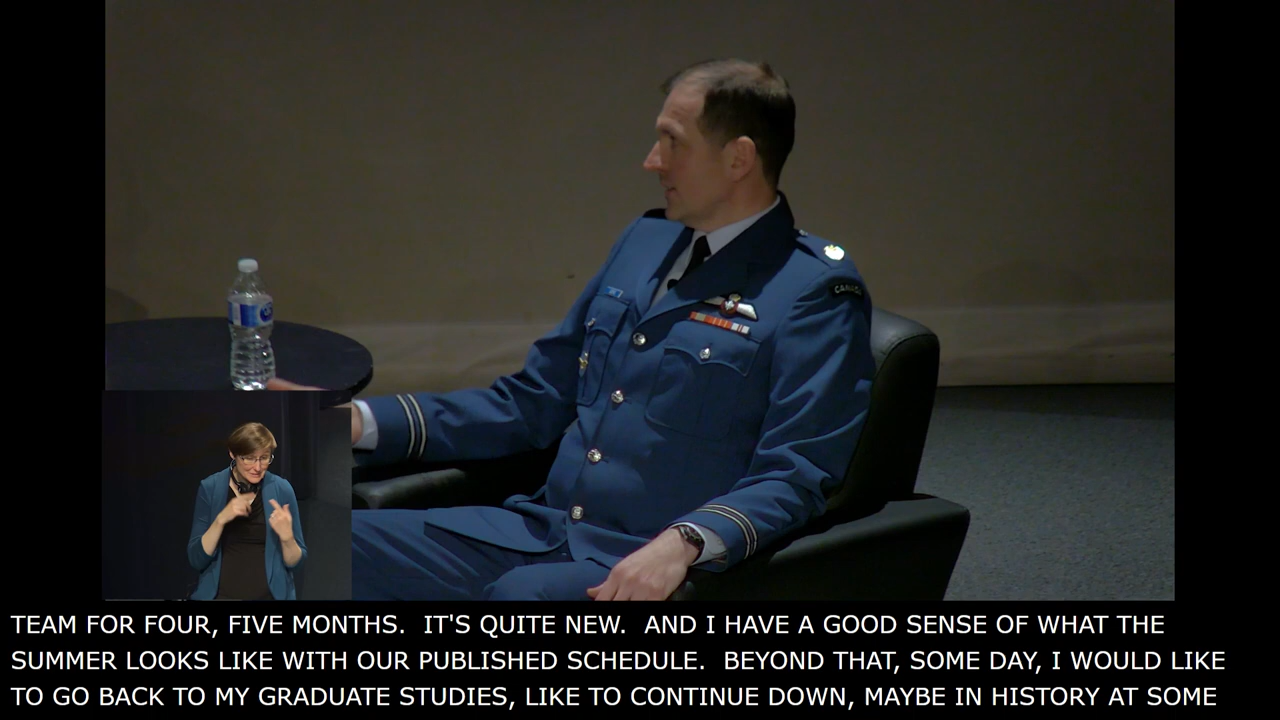 CANADA
TEAM FOR FOUR, FIVE MONTHS.  IT'S QUITE NEW.  AND I HAVE A GOOD SENSE OF WHAT THE
SUMMER LOOKS LIKE WITH OUR PUBLISHED SCHEDULE.  BEYOND THAT, SOME DAY, I WOULD LIKE
TO GO BACK TO MY GRADUATE STUDIES, LIKE TO CONTINUE DOWN, MAYBE IN HISTORY AT SOME